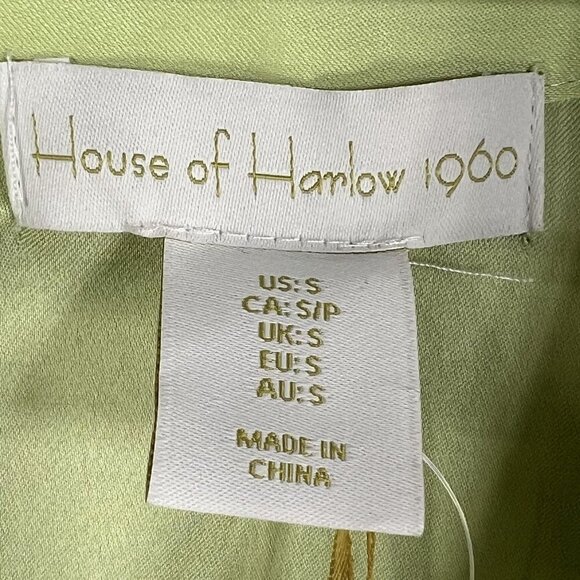 House of Harlow 1960
US: S
CA: S/P
UK: S
EU: S
AU: S
MADE IN
CHINA